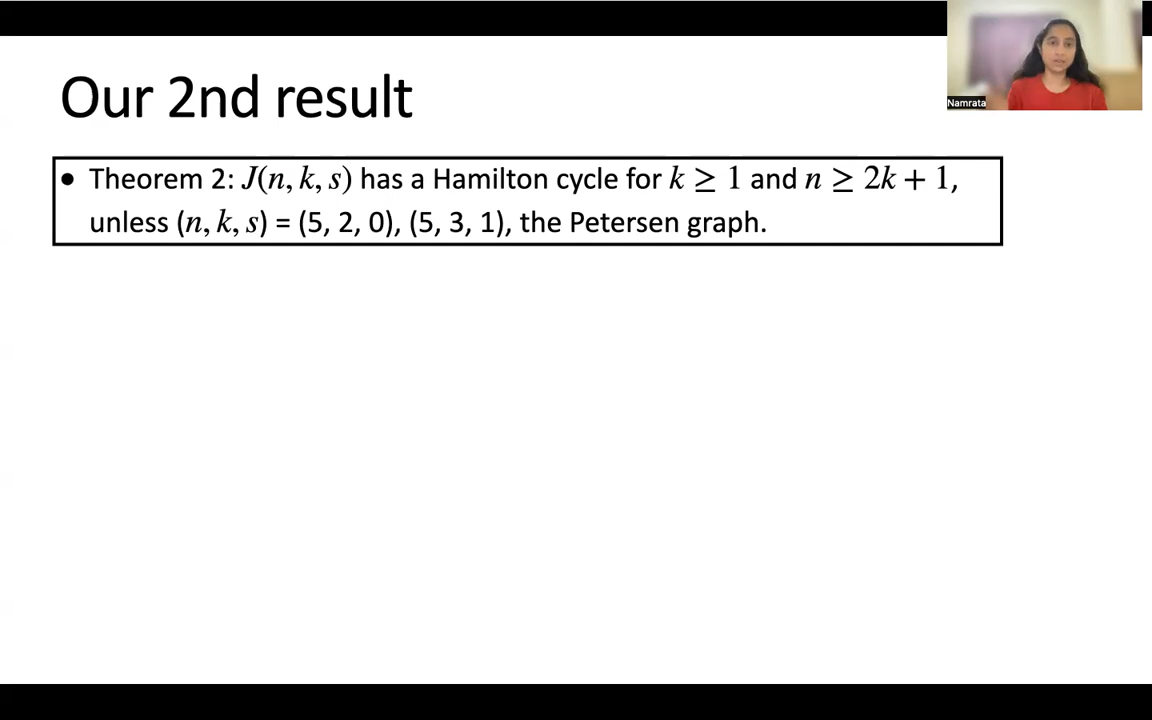 Our 2nd result
Namrata
• Theorem 2: J(n, k, s) has a Hamilton cycle for k ≥ 1 and n ≥ 2k + 1,
unless (n, k, s) = (5, 2, 0), (5, 3, 1), the Petersen graph.